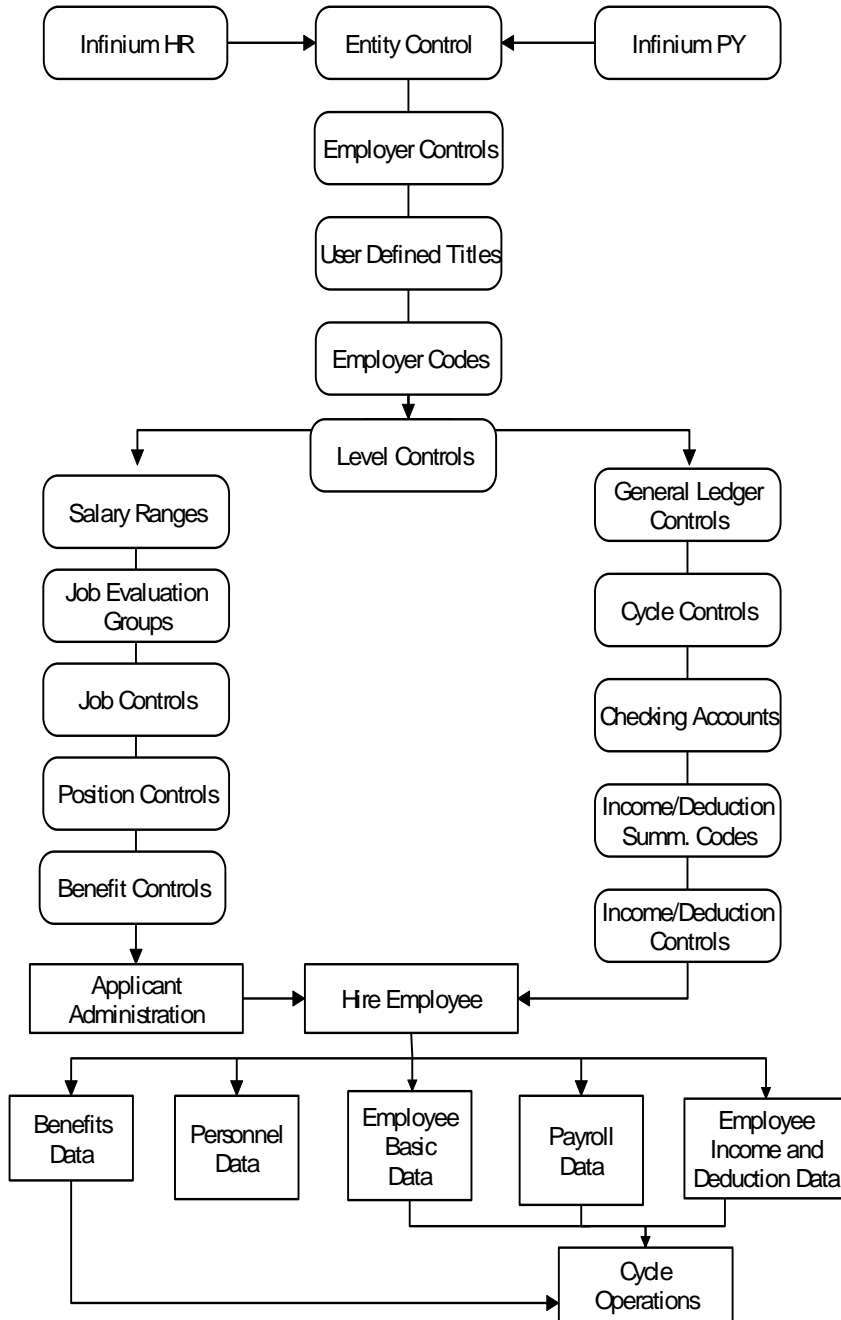 Infinium HR
Entity Control
Infinium PY
Employer Controls
User Defined Titles
Employer Codes
Level Controls
Salary Ranges
General Ledger
Controls
Job Evaluation
Groups
Cycle Controls
Job Controls
Checking Accounts
Position Controls
Income/Deduction
Summ. Codes
Benefit Controls
Income/Deduction
Controls
Applicant
Administration
Hire Employee
Benefits
Data
Personnel
Data
Employee
Basic
Data
Payroll
Data
Employee
Income and
Deduction Data
Cycle
Operations